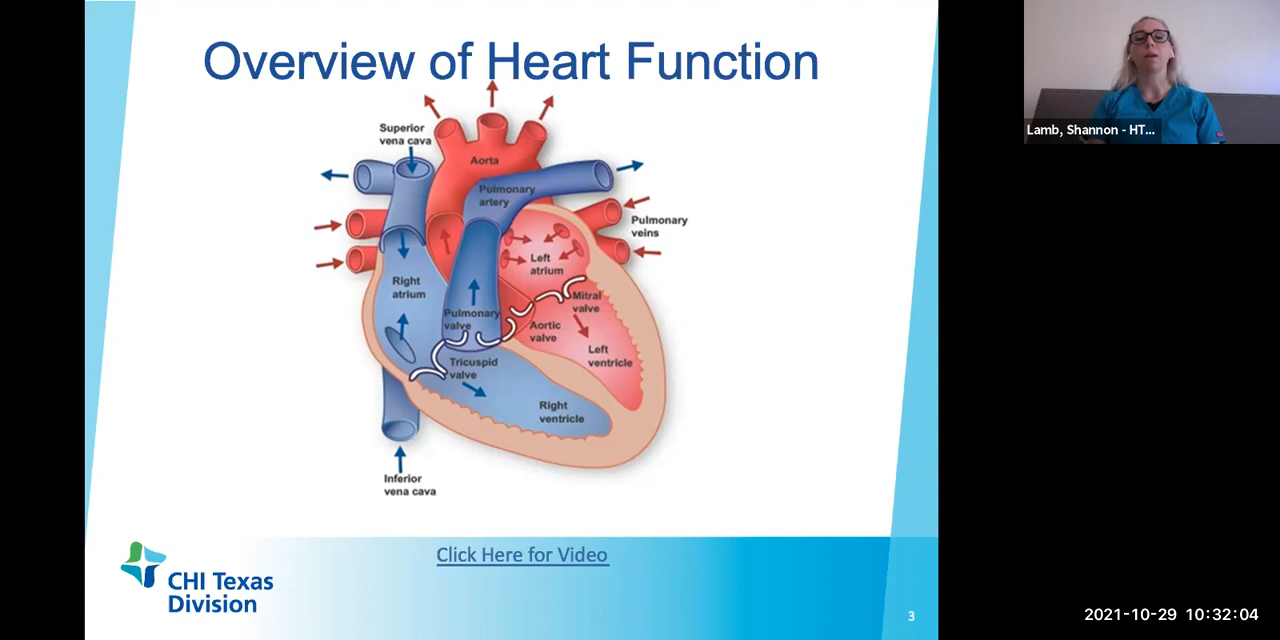 Overview of Heart Function
Superior
vena cava
Aorta
Pulmonary
artery
Pulmonary
veins
Left
atrium
Right
atrium
Mitral
valve
Pulmonary
valve
Aortic
valve
Left
ventricle
Tricuspid
valve
Right
ventricle
Inferior
vena cava
Click Here for Video
CHI Texas
Division
3
Lamb, Shannon - HT...
2021-10-29 10:32:04